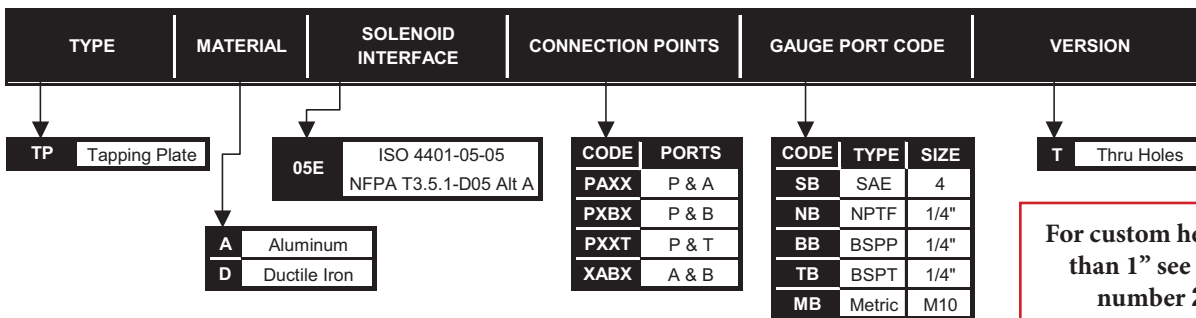 TYPE MATERIAL SOLENOID INTERFACE CONNECTION POINTS GAUGE PORT CODE VERSION
TP Tapping Plate
A Aluminum
D Ductile Iron
05E ISO 4401-05-05
NFPA T3.5.1-D05 Alt A
CODE PORTS
PAXX P & A
PXBX P & B
PXXT P & T
XABX A & B
CODE TYPE SIZE
SB SAE 4
NB NPTF 1/4"
BB BSPP 1/4"
TB BSPT 1/4"
MB Metric M10
T Thru Holes
For custom he
than 1” see
number 2